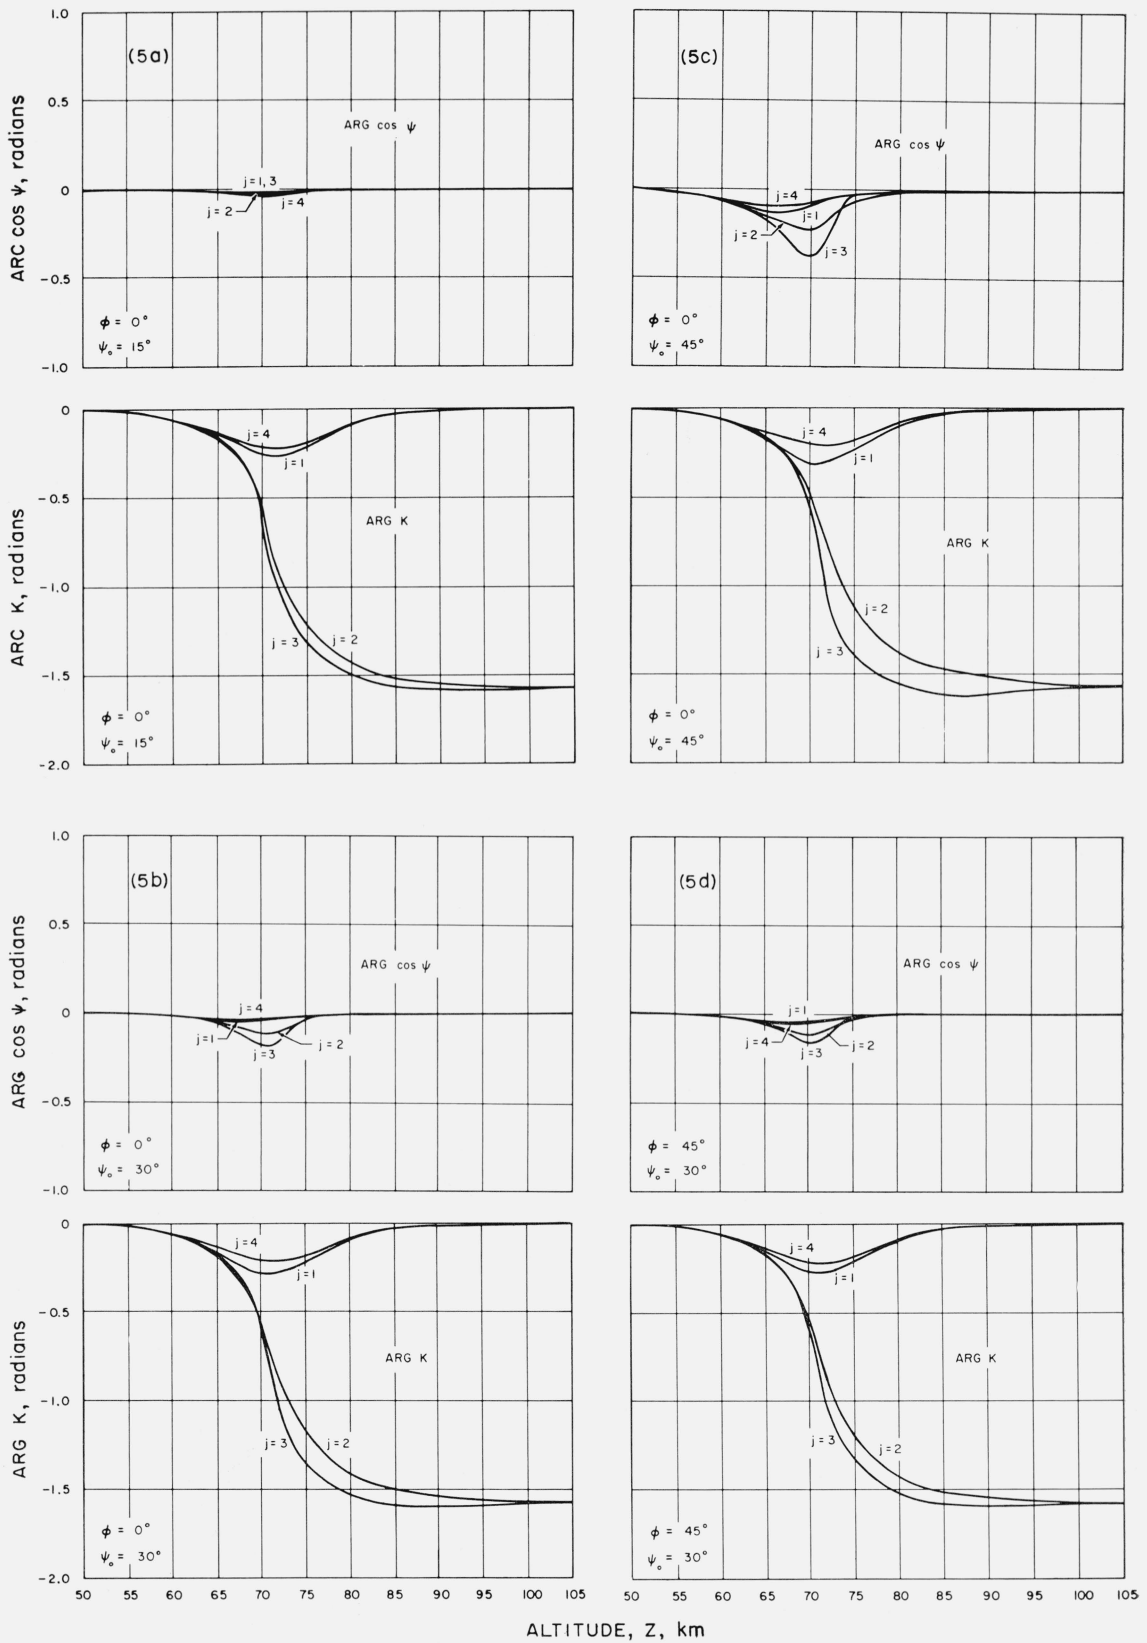 1.0
0.5
0
-0.5
-1.0
ARC cos ψ, radians
(5a)
ARG cos ψ
j=1,3
j=2
j=4
φ = 0°
ψ₀ = 15°
(5c)
ARG cos ψ
j=4
j=1
j=2
j=3
φ = 0°
ψ₀ = 45°
0
-0.5
-1.0
-1.5
-2.0
ARC K, radians
j=4
j=1
ARG K
j=3
j=2
φ = 0°
ψ₀ = 15°
j=4
j=1
ARG K
j=2
j=3
φ = 0°
ψ₀ = 45°
1.0
0.5
0
-0.5
-1.0
ARG cos ψ, radians
(5b)
ARG cos ψ
j=4
j=1
j=2
j=3
φ = 0°
ψ₀ = 30°
(5d)
ARG cos ψ
j=1
j=4
j=2
j=3
φ = 45°
ψ₀ = 30°
0
-0.5
-1.0
-1.5
-2.0
ARG K, radians
j=4
j=1
ARG K
j=3
j=2
φ = 0°
ψ₀ = 30°
j=4
j=1
ARG K
j=3
j=2
φ = 45°
ψ₀ = 30°
50 55 60 65 70 75 80 85 90 95 100 105
50 55 60 65 70 75 80 85 90 95 100 105
ALTITUDE, Z, km